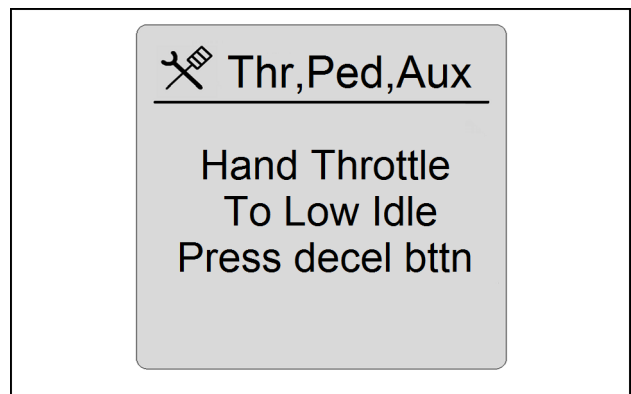 Thr,Ped,Aux
Hand Throttle
To Low Idle
Press decel bttn